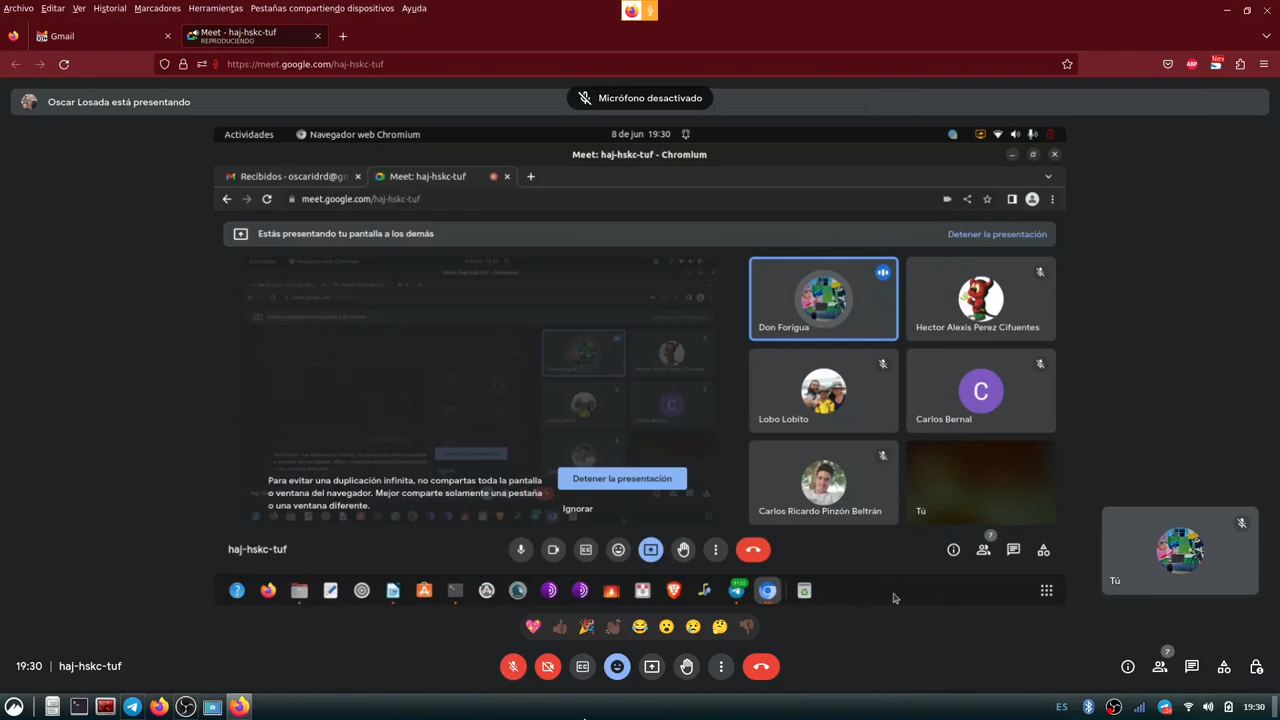 Archivo Editar Ver Historial Marcadores Herramientas Pestañas compartiendo dispositivos Ayuda
Gmail
Meet - haj-hskc-tuf
REPRODUCIENDO
https://meet.google.com/haj-hskc-tuf
ABP
New
Oscar Losada está presentando
Micrófono desactivado
Actividades Navegador web Chromium 8 de jun 19:30
Meet: haj-hskc-tuf - Chromium
Recibidos - oscaridrd@gn
Meet: haj-hskc-tuf
meet.google.com/haj-hskc-tuf
Estás presentando tu pantalla a los demás
Detener la presentación
Don Forigua
Hector Alexis Perez Cifuentes
Lobo Lobito
C
Carlos Bernal
Carlos Ricardo Pinzón Beltrán
Tú
Para evitar una duplicación infinita, no compartas toda la pantalla
o ventana del navegador. Mejor comparte solamente una pestaña
o una ventana diferente.
Detener la presentación
Ignorar
haj-hskc-tuf
7
Tú
19:30 haj-hskc-tuf
7
ES
19:30